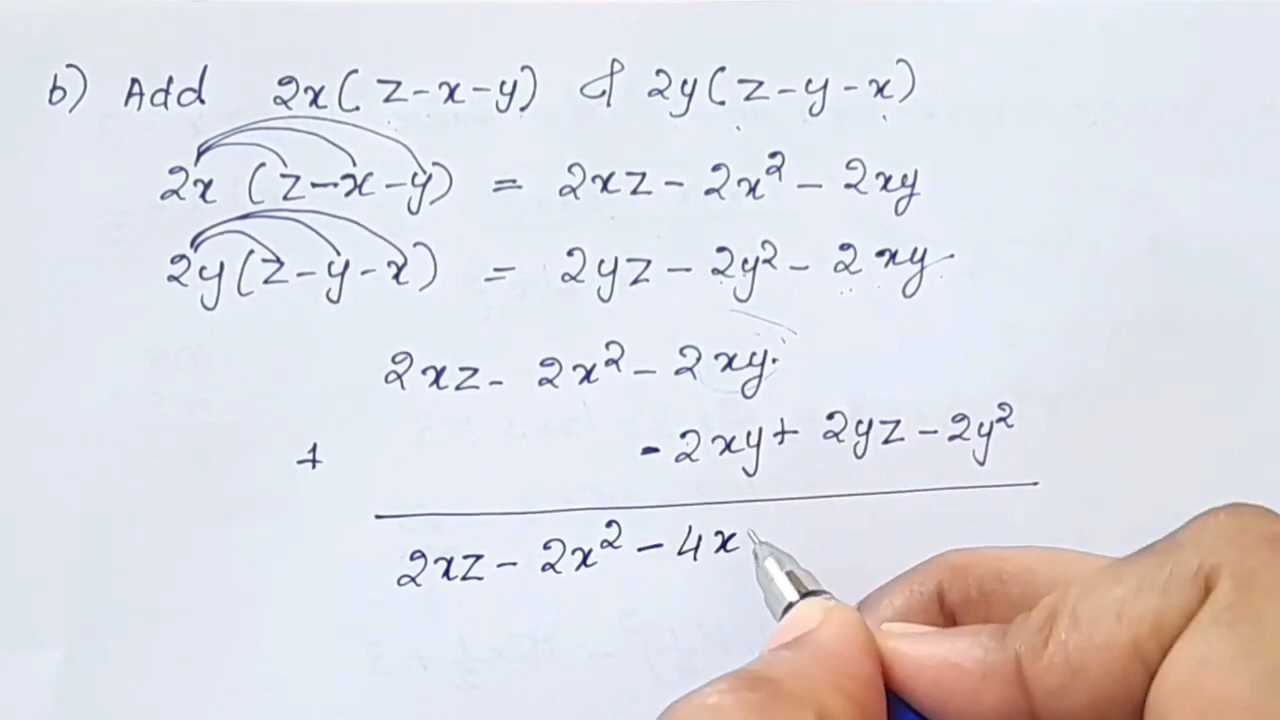 b) Add 2x(z-x-y) & 2y(z-y-x)
2x (z-x-y) = 2xz - 2x² - 2xy
2y(z-y-x) = 2yz - 2y² - 2xy
2xz - 2x² - 2xy
+ - 2xy + 2yz - 2y²
2xz - 2x² - 4x